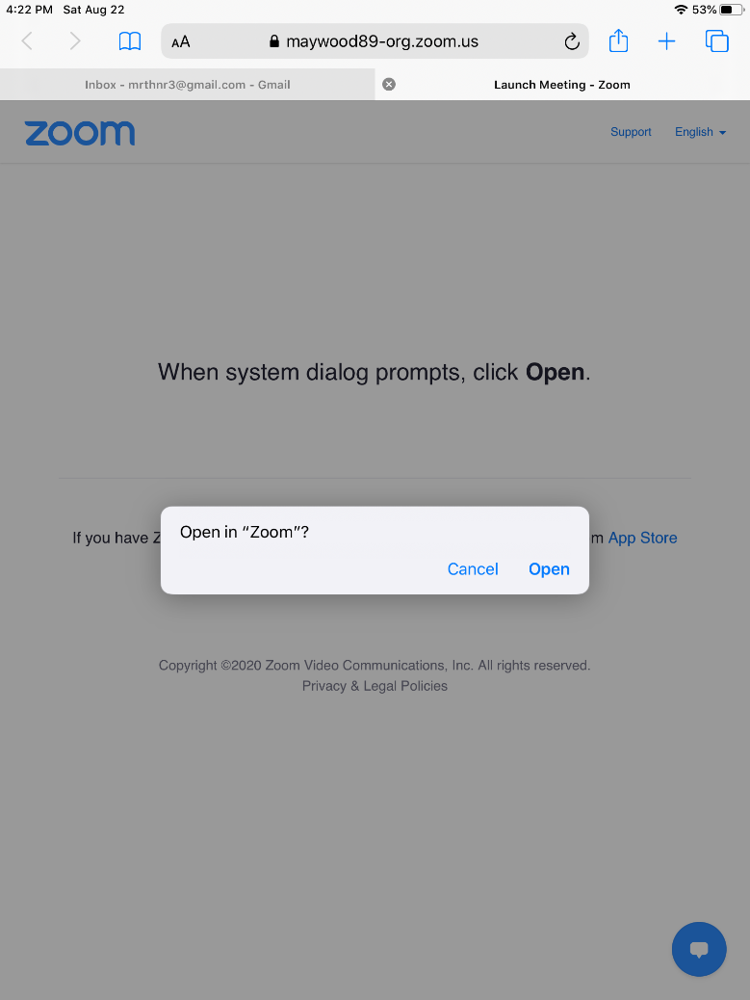 4:22 PM Sat Aug 22 53%
AA maywood89-org.zoom.us
Inbox - mrthnr3@gmail.com - Gmail Launch Meeting - Zoom
zoom Support English
When system dialog prompts, click Open.
Open in “Zoom”?
If you have App Store
Cancel Open
Copyright ©2020 Zoom Video Communications, Inc. All rights reserved.
Privacy & Legal Policies